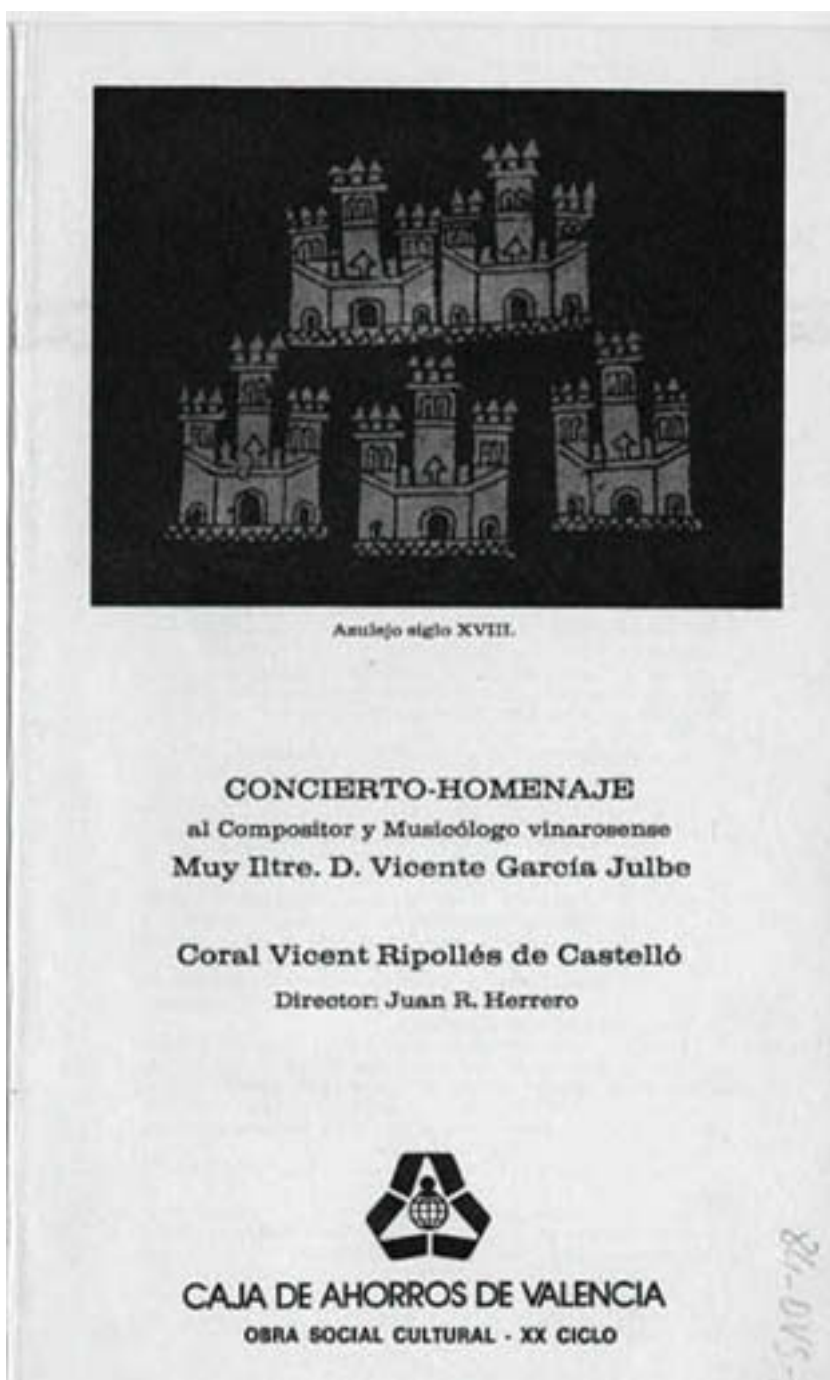 Azulejo siglo XVIII.
CONCIERTO-HOMENAJE
al Compositor y Musicólogo vinarosense
Muy Iltre. D. Vicente García Julbe
Coral Vicent Ripollés de Castelló
Director: Juan R. Herrero
CAJA DE AHORROS DE VALENCIA
OBRA SOCIAL CULTURAL - XX CICLO